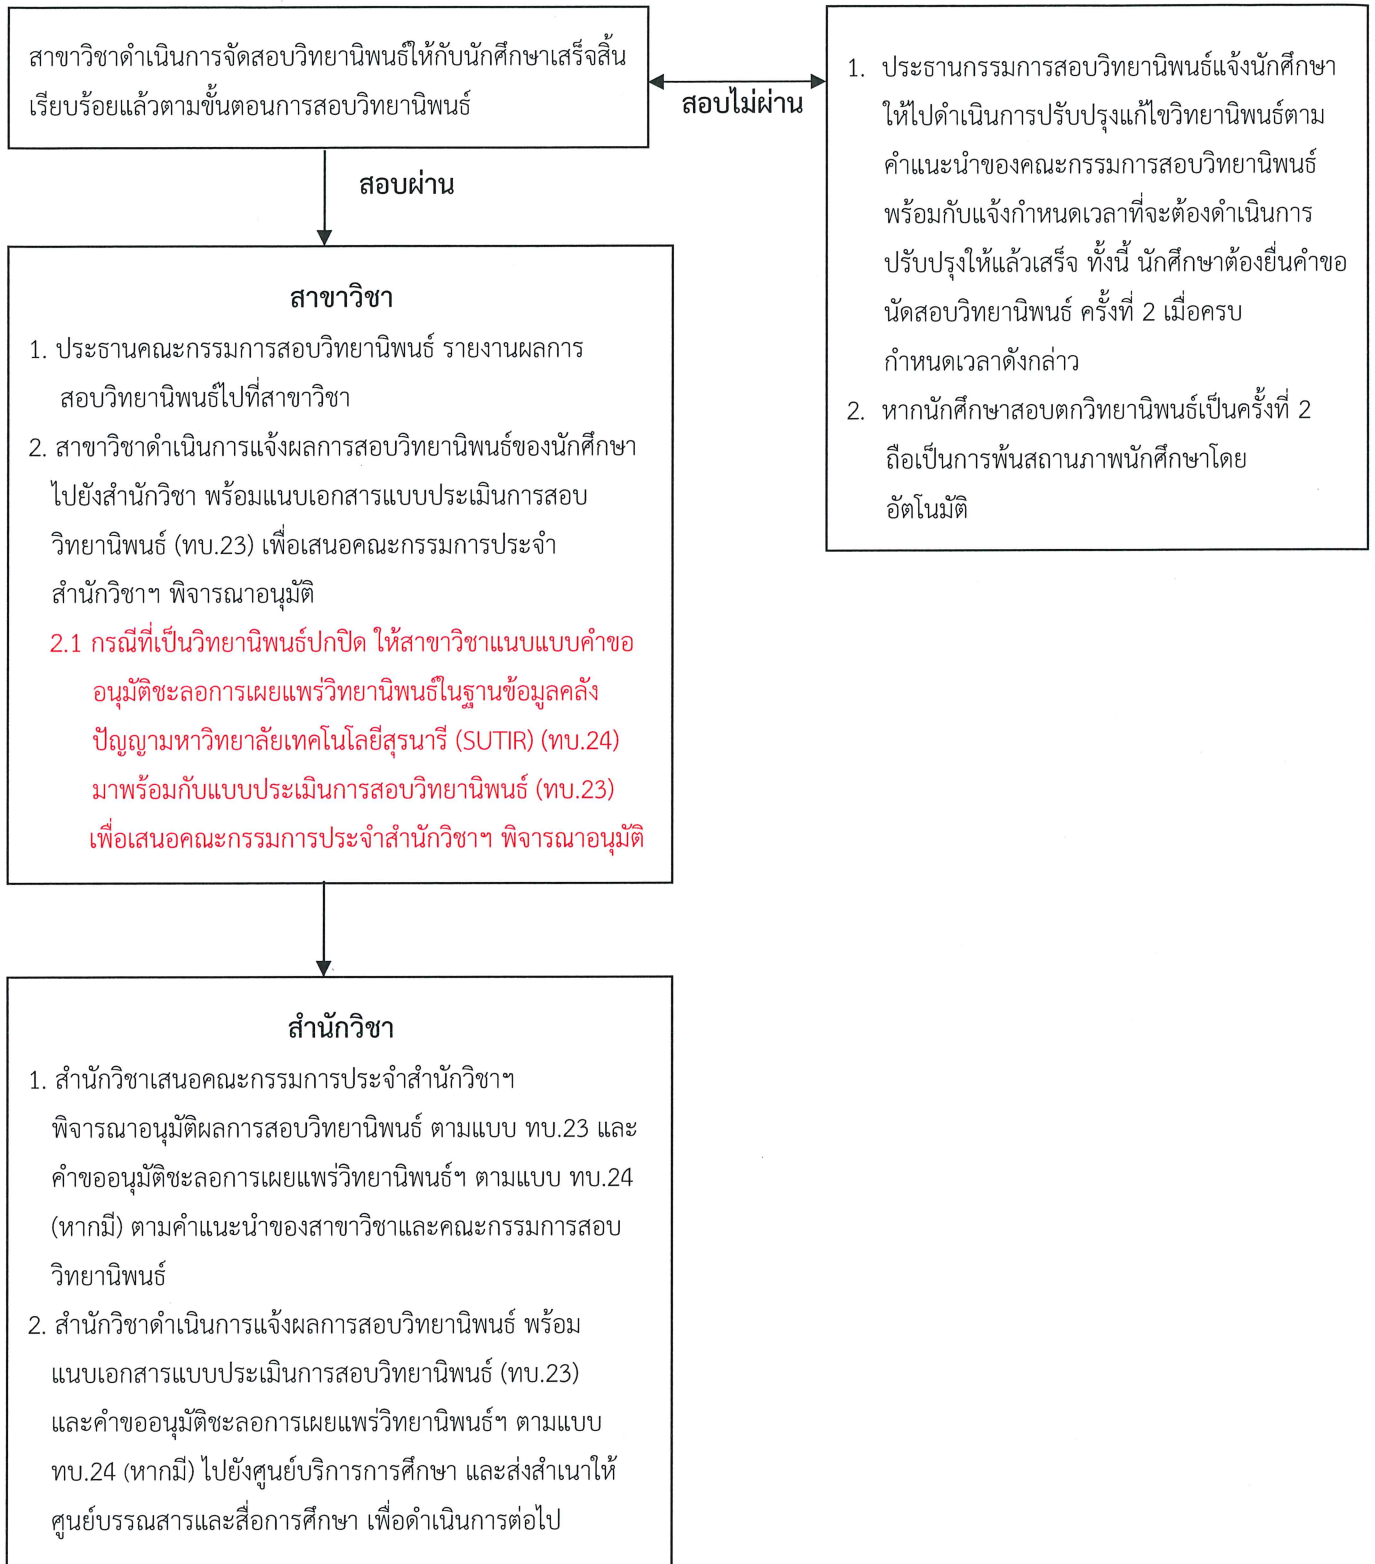 สาขาวิชาดำเนินการจัดสอบวิทยานิพนธ์ให้กับนักศึกษาเสร็จสิ้น
เรียบร้อยแล้วตามขั้นตอนการสอบวิทยานิพนธ์
สอบไม่ผ่าน
1. ประธานกรรมการสอบวิทยานิพนธ์แจ้งนักศึกษา
ให้ไปดำเนินการปรับปรุงแก้ไขวิทยานิพนธ์ตาม
คำแนะนำของคณะกรรมการสอบวิทยานิพนธ์
พร้อมกับแจ้งกำหนดเวลาที่จะต้องดำเนินการ
ปรับปรุงให้แล้วเสร็จ ทั้งนี้ นักศึกษาต้องยื่นคำขอ
นัดสอบวิทยานิพนธ์ ครั้งที่ 2 เมื่อครบ
กำหนดเวลาดังกล่าว
2. หากนักศึกษาสอบตกวิทยานิพนธ์เป็นครั้งที่ 2
ถือเป็นการพ้นสถานภาพนักศึกษาโดย
อัตโนมัติ
สอบผ่าน
สาขาวิชา
1. ประธานคณะกรรมการสอบวิทยานิพนธ์ รายงานผลการ
สอบวิทยานิพนธ์ไปที่สาขาวิชา
2. สาขาวิชาดำเนินการแจ้งผลการสอบวิทยานิพนธ์ของนักศึกษา
ไปยังสำนักวิชา พร้อมแนบเอกสารแบบประเมินการสอบ
วิทยานิพนธ์ (ทบ.23) เพื่อเสนอคณะกรรมการประจำ
สำนักวิชาฯ พิจารณาอนุมัติ
2.1 กรณีที่เป็นวิทยานิพนธ์ปกปิด ให้สาขาวิชาแนบแบบคำขอ
อนุมัติชะลอการเผยแพร่วิทยานิพนธ์ในฐานข้อมูลคลัง
ปัญญามหาวิทยาลัยเทคโนโลยีสุรนารี (SUTIR) (ทบ.24)
มาพร้อมกับแบบประเมินการสอบวิทยานิพนธ์ (ทบ.23)
เพื่อเสนอคณะกรรมการประจำสำนักวิชาฯ พิจารณาอนุมัติ
สำนักวิชา
1. สำนักวิชาเสนอคณะกรรมการประจำสำนักวิชาฯ
พิจารณาอนุมัติผลการสอบวิทยานิพนธ์ ตามแบบ ทบ.23 และ
คำขออนุมัติชะลอการเผยแพร่วิทยานิพนธ์ฯ ตามแบบ ทบ.24
(หากมี) ตามคำแนะนำของสาขาวิชาและคณะกรรมการสอบ
วิทยานิพนธ์
2. สำนักวิชาดำเนินการแจ้งผลการสอบวิทยานิพนธ์ พร้อม
แนบเอกสารแบบประเมินการสอบวิทยานิพนธ์ (ทบ.23)
และคำขออนุมัติชะลอการเผยแพร่วิทยานิพนธ์ฯ ตามแบบ
ทบ.24 (หากมี) ไปยังศูนย์บริการการศึกษา และส่งสำเนาให้
ศูนย์บรรณสารและสื่อการศึกษา เพื่อดำเนินการต่อไป